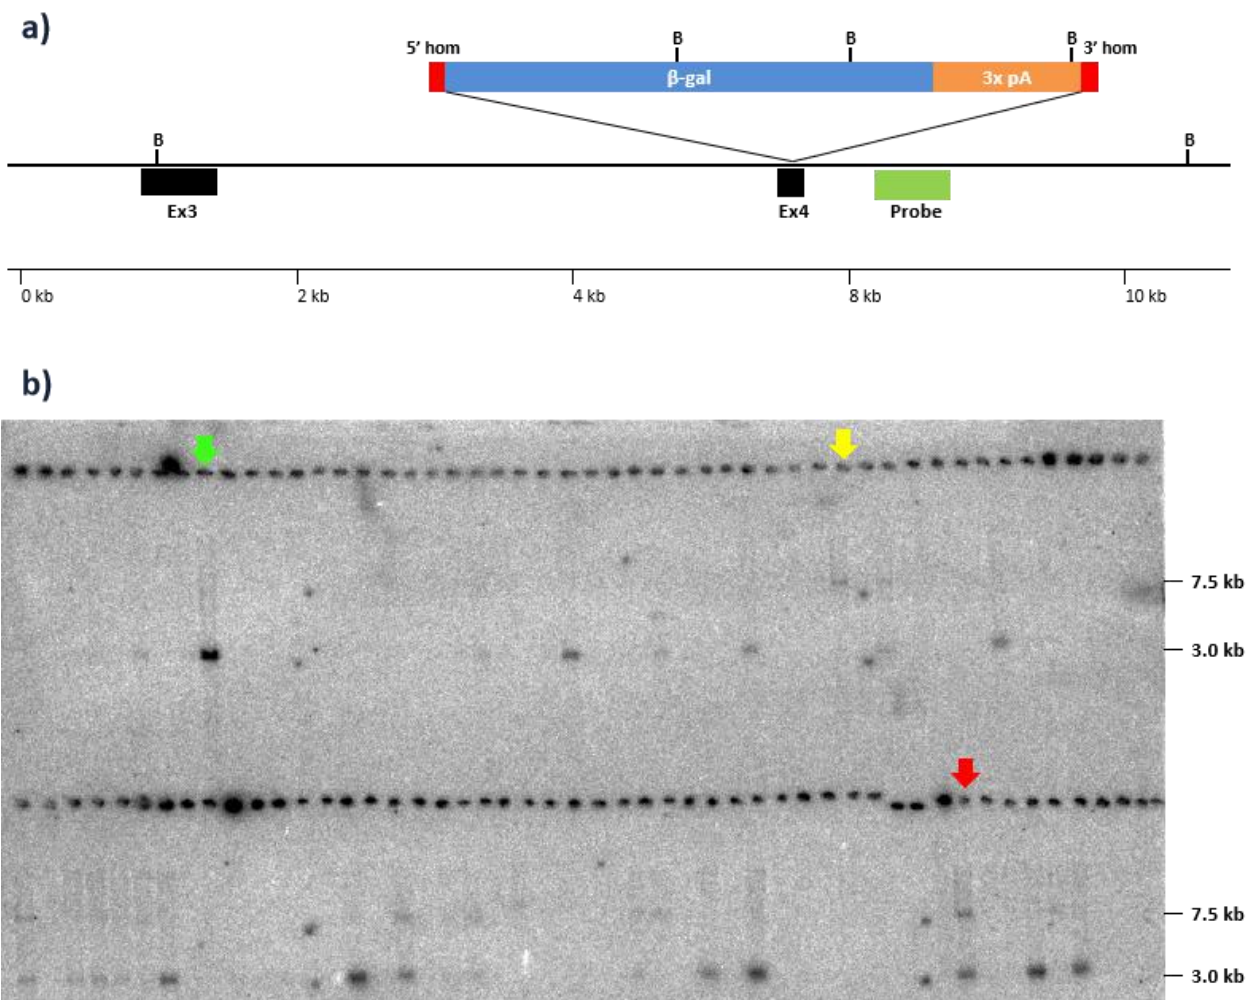 a)
5' hom
B
B
B
3' hom
β-gal
3x pA
B
B
Ex3
Ex4
Probe
0 kb
2 kb
4 kb
8 kb
10 kb
b)
7.5 kb
3.0 kb
7.5 kb
3.0 kb